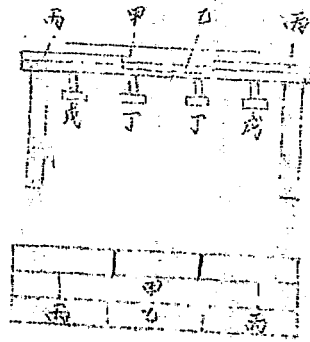 丙 甲 乙 丙
戊 丁 丁 戊
甲
丙 乙 丙